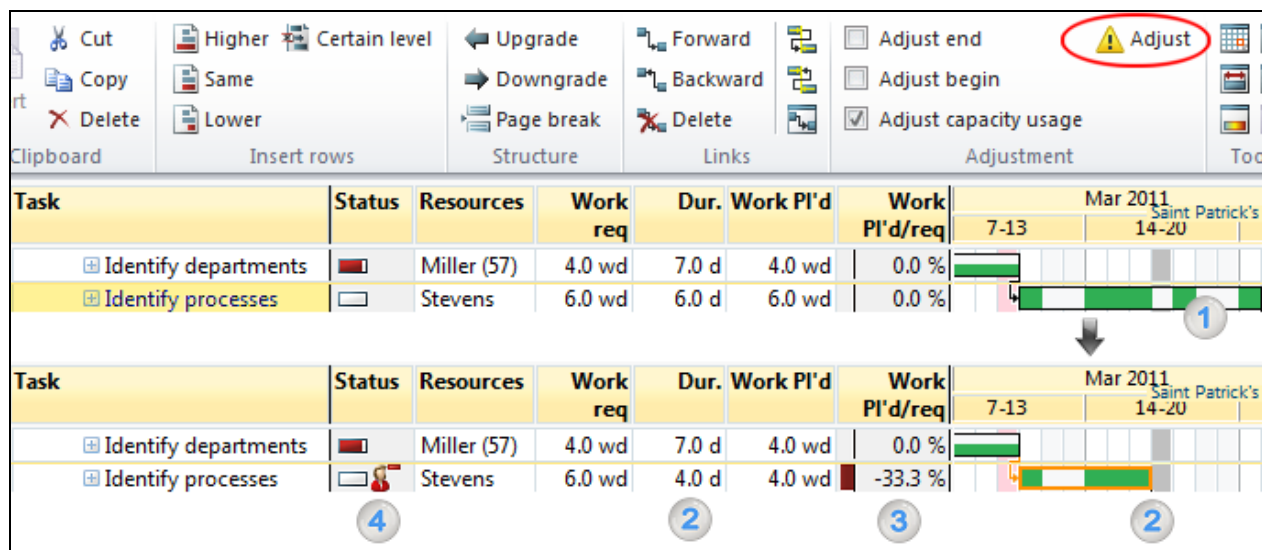 Cut Higher Certain level Upgrade Forward Adjust end Adjust
rt Copy Same Downgrade Backward Adjust begin
Delete Lower Page break Delete Adjust capacity usage
Clipboard Insert rows Structure Links Adjustment Too
Task Status Resources Work Dur. Work Pl'd Work Mar 2011
req Pl'd/req 7-13 14-20 Saint Patrick's
Identify departments Miller (57) 4.0 wd 7.0 d 4.0 wd 0.0 %
Identify processes Stevens 6.0 wd 6.0 d 6.0 wd 0.0 %
1
Task Status Resources Work Dur. Work Pl'd Work Mar 2011
req Pl'd/req 7-13 14-20 Saint Patrick's
Identify departments Miller (57) 4.0 wd 7.0 d 4.0 wd 0.0 %
Identify processes Stevens 6.0 wd 4.0 d 4.0 wd -33.3 %
4 2 3 2